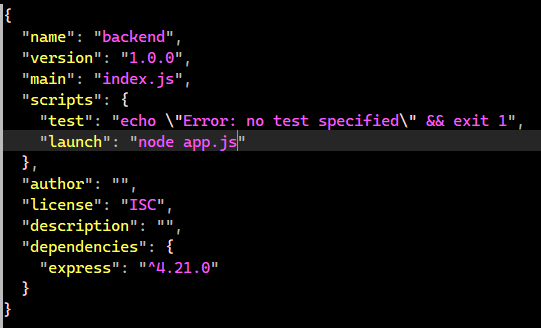 {
  "name": "backend",
  "version": "1.0.0",
  "main": "index.js",
  "scripts": {
    "test": "echo \"Error: no test specified\" && exit 1",
    "launch": "node app.js"
  },
  "author": "",
  "license": "ISC",
  "description": "",
  "dependencies": {
    "express": "^4.21.0"
  }
}